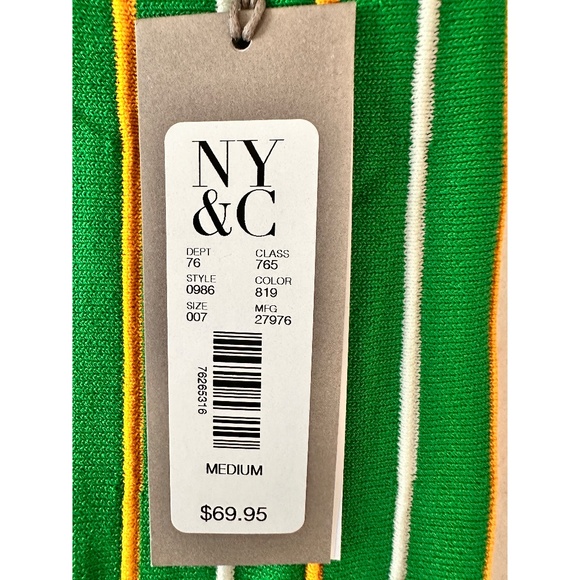 NY
&C
DEPT CLASS
76 765
STYLE COLOR
0986 819
SIZE MFG
007 27976
76265316
MEDIUM
$69.95